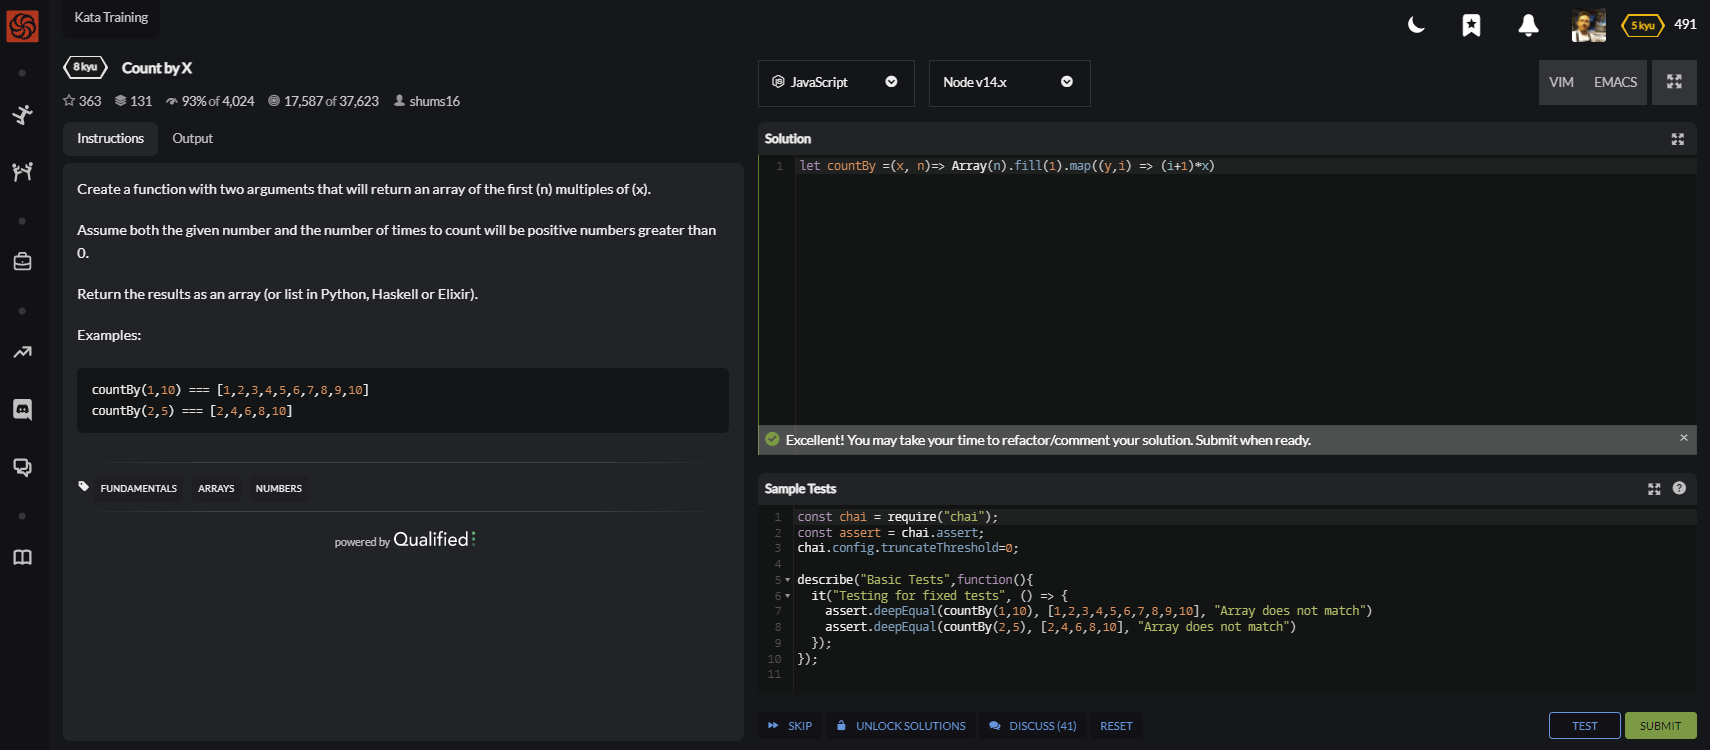 Kata Training
5 kyu 491
8 kyu Count by X
363 131 93% of 4,024 17,587 of 37,623 shums16
Instructions Output
Create a function with two arguments that will return an array of the first (n) multiples of (x).
Assume both the given number and the number of times to count will be positive numbers greater than
0.
Return the results as an array (or list in Python, Haskell or Elixir).
Examples:
countBy(1,10) === [1,2,3,4,5,6,7,8,9,10]
countBy(2,5) === [2,4,6,8,10]
FUNDAMENTALS ARRAYS NUMBERS
powered by Qualified
JavaScript Node v14.x VIM EMACS
Solution
1 let countBy =(x, n)=> Array(n).fill(1).map((y,i) => (i+1)*x)
Excellent! You may take your time to refactor/comment your solution. Submit when ready. ×
Sample Tests ?
1 const chai = require("chai");
2 const assert = chai.assert;
3 chai.config.truncateThreshold=0;
4
5 describe("Basic Tests",function(){
6 it("Testing for fixed tests", () => {
7 assert.deepEqual(countBy(1,10), [1,2,3,4,5,6,7,8,9,10], "Array does not match")
8 assert.deepEqual(countBy(2,5), [2,4,6,8,10], "Array does not match")
9 });
10 });
11
SKIP UNLOCK SOLUTIONS DISCUSS (41) RESET TEST SUBMIT